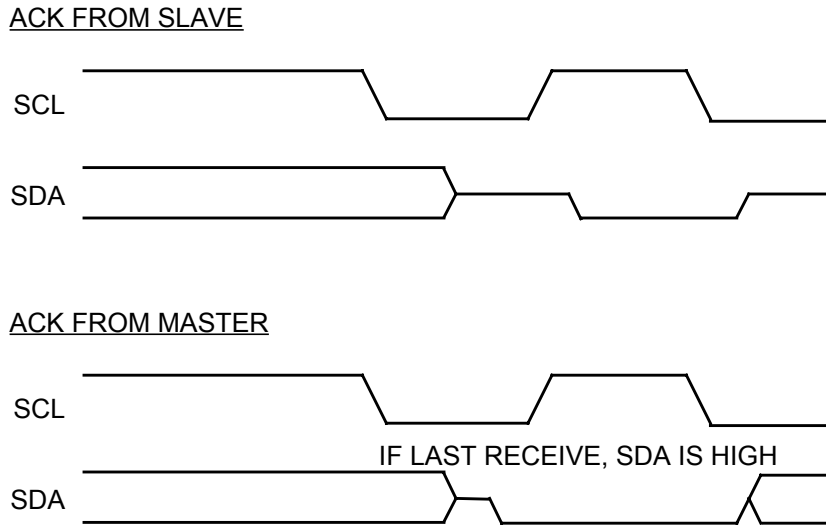 ACK FROM SLAVE
SCL
SDA
ACK FROM MASTER
SCL
IF LAST RECEIVE, SDA IS HIGH
SDA